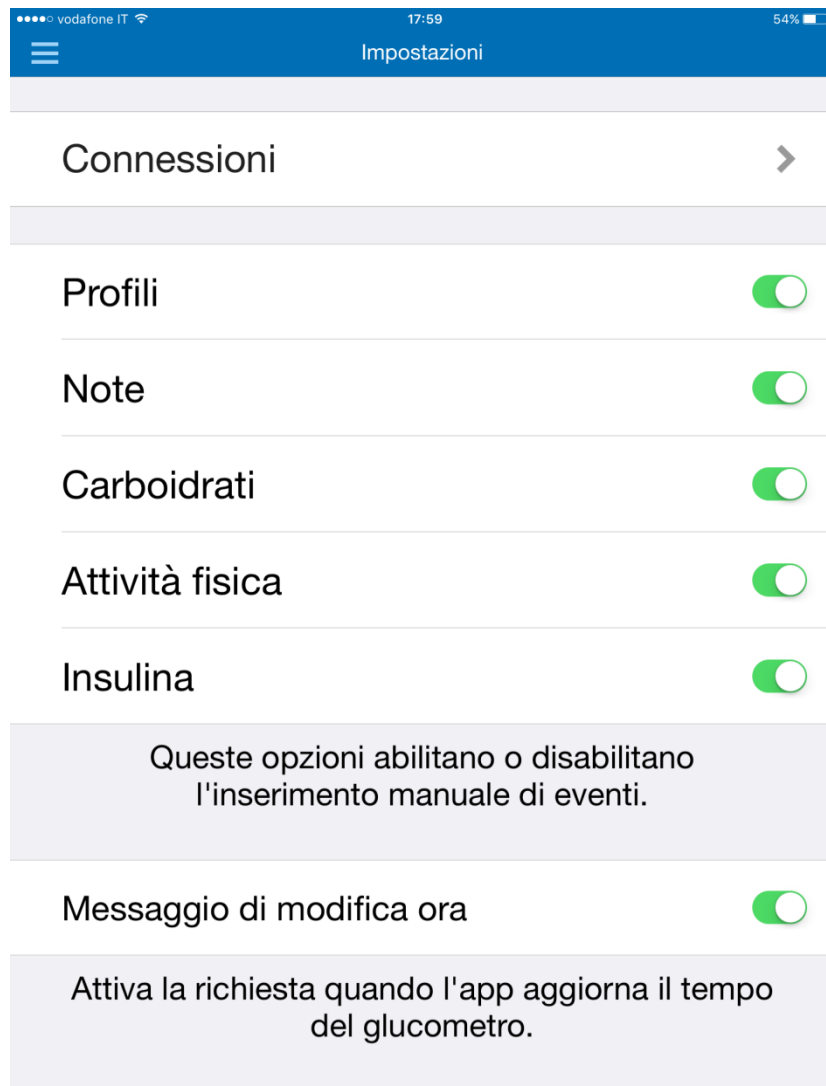 vodafone IT 17:59 54%
Impostazioni
Connessioni
Profili
Note
Carboidrati
Attività fisica
Insulina
Queste opzioni abilitano o disabilitano
l'inserimento manuale di eventi.
Messaggio di modifica ora
Attiva la richiesta quando l'app aggiorna il tempo
del glucometro.